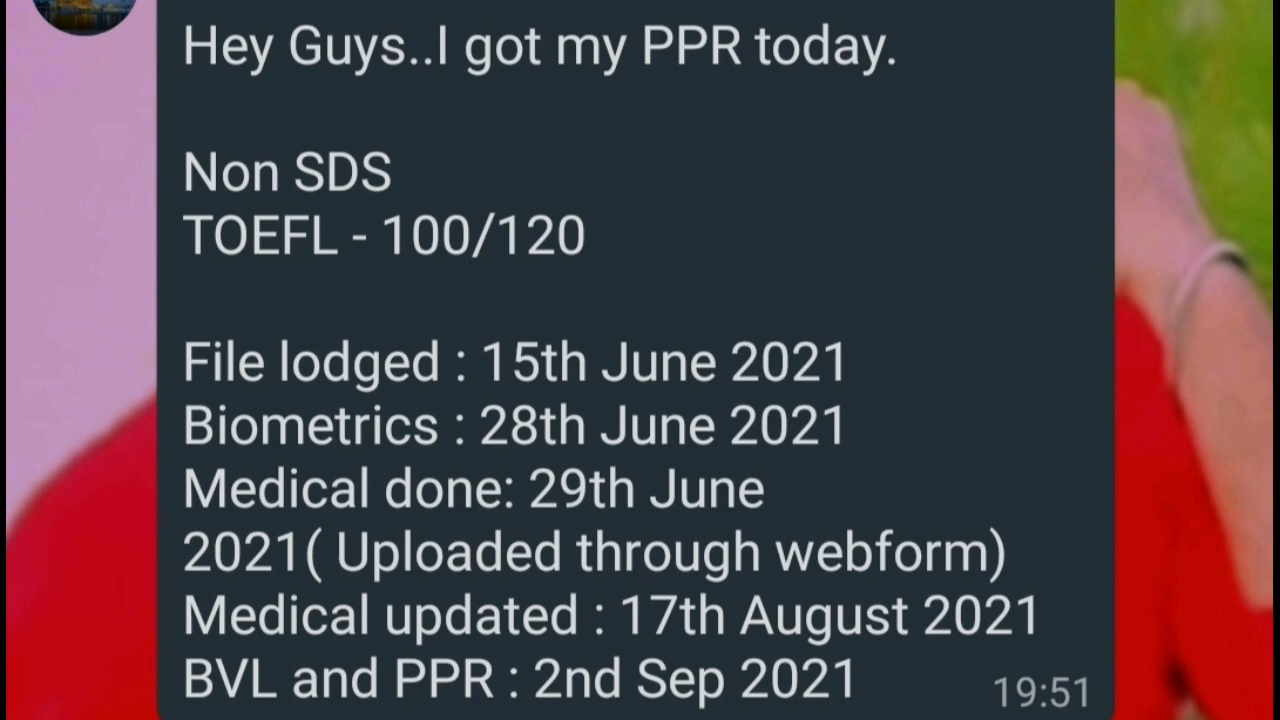 Hey Guys..I got my PPR today.
Non SDS
TOEFL - 100/120
File lodged : 15th June 2021
Biometrics : 28th June 2021
Medical done: 29th June
2021( Uploaded through webform)
Medical updated : 17th August 2021
BVL and PPR : 2nd Sep 2021
19:51